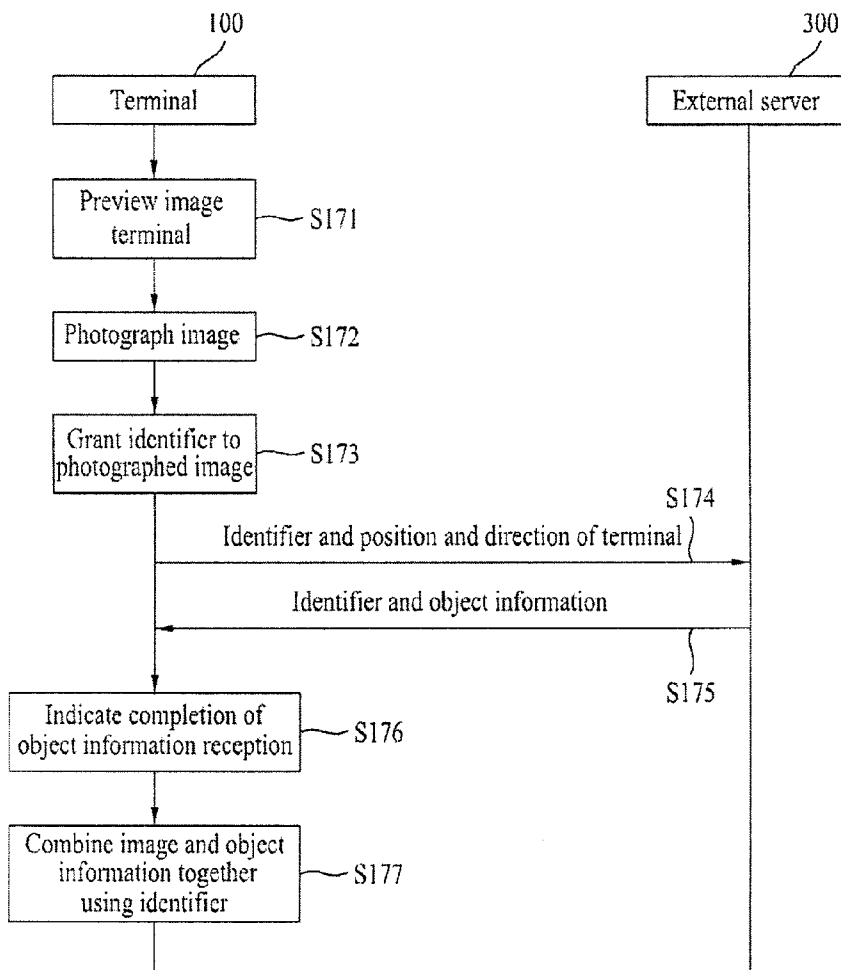 100
300
Terminal
External server
Preview image
terminal
S171
Photograph image
S172
Grant identifier to
photographed image
S173
S174
Identifier and position and direction of terminal
Identifier and object information
S175
Indicate completion of
object information reception
S176
Combine image and object
information together
using identifier
S177